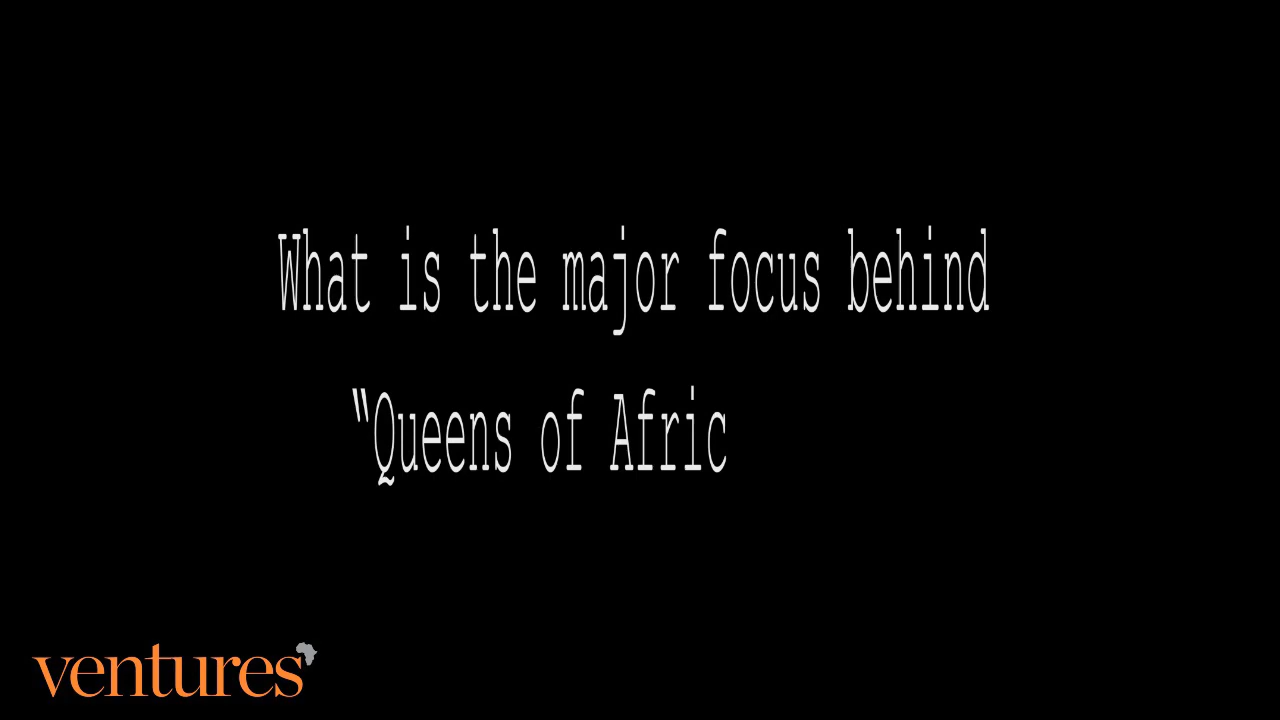 What is the major focus behind
“Queens of Afric
ventures